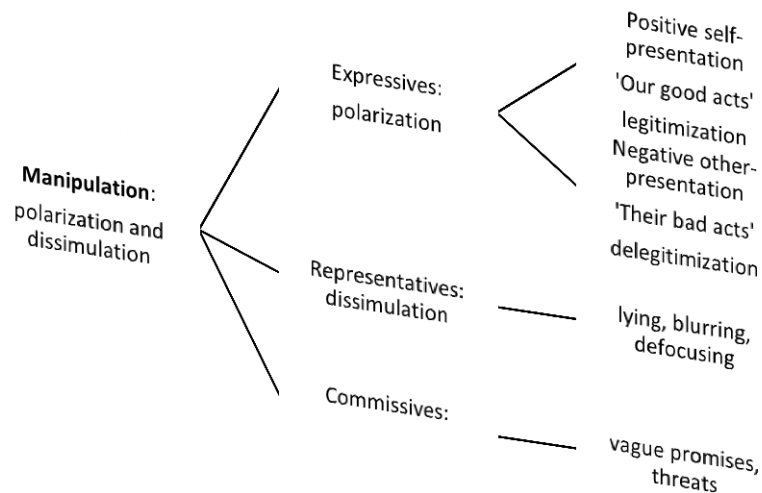 Manipulation:
polarization and
dissimulation
Expressives:
polarization
Representatives:
dissimulation
Commissives:
Positive self-
presentation
'Our good acts'
legitimization
Negative other-
presentation
'Their bad acts'
delegitimization
lying, blurring,
defocusing
vague promises,
threats